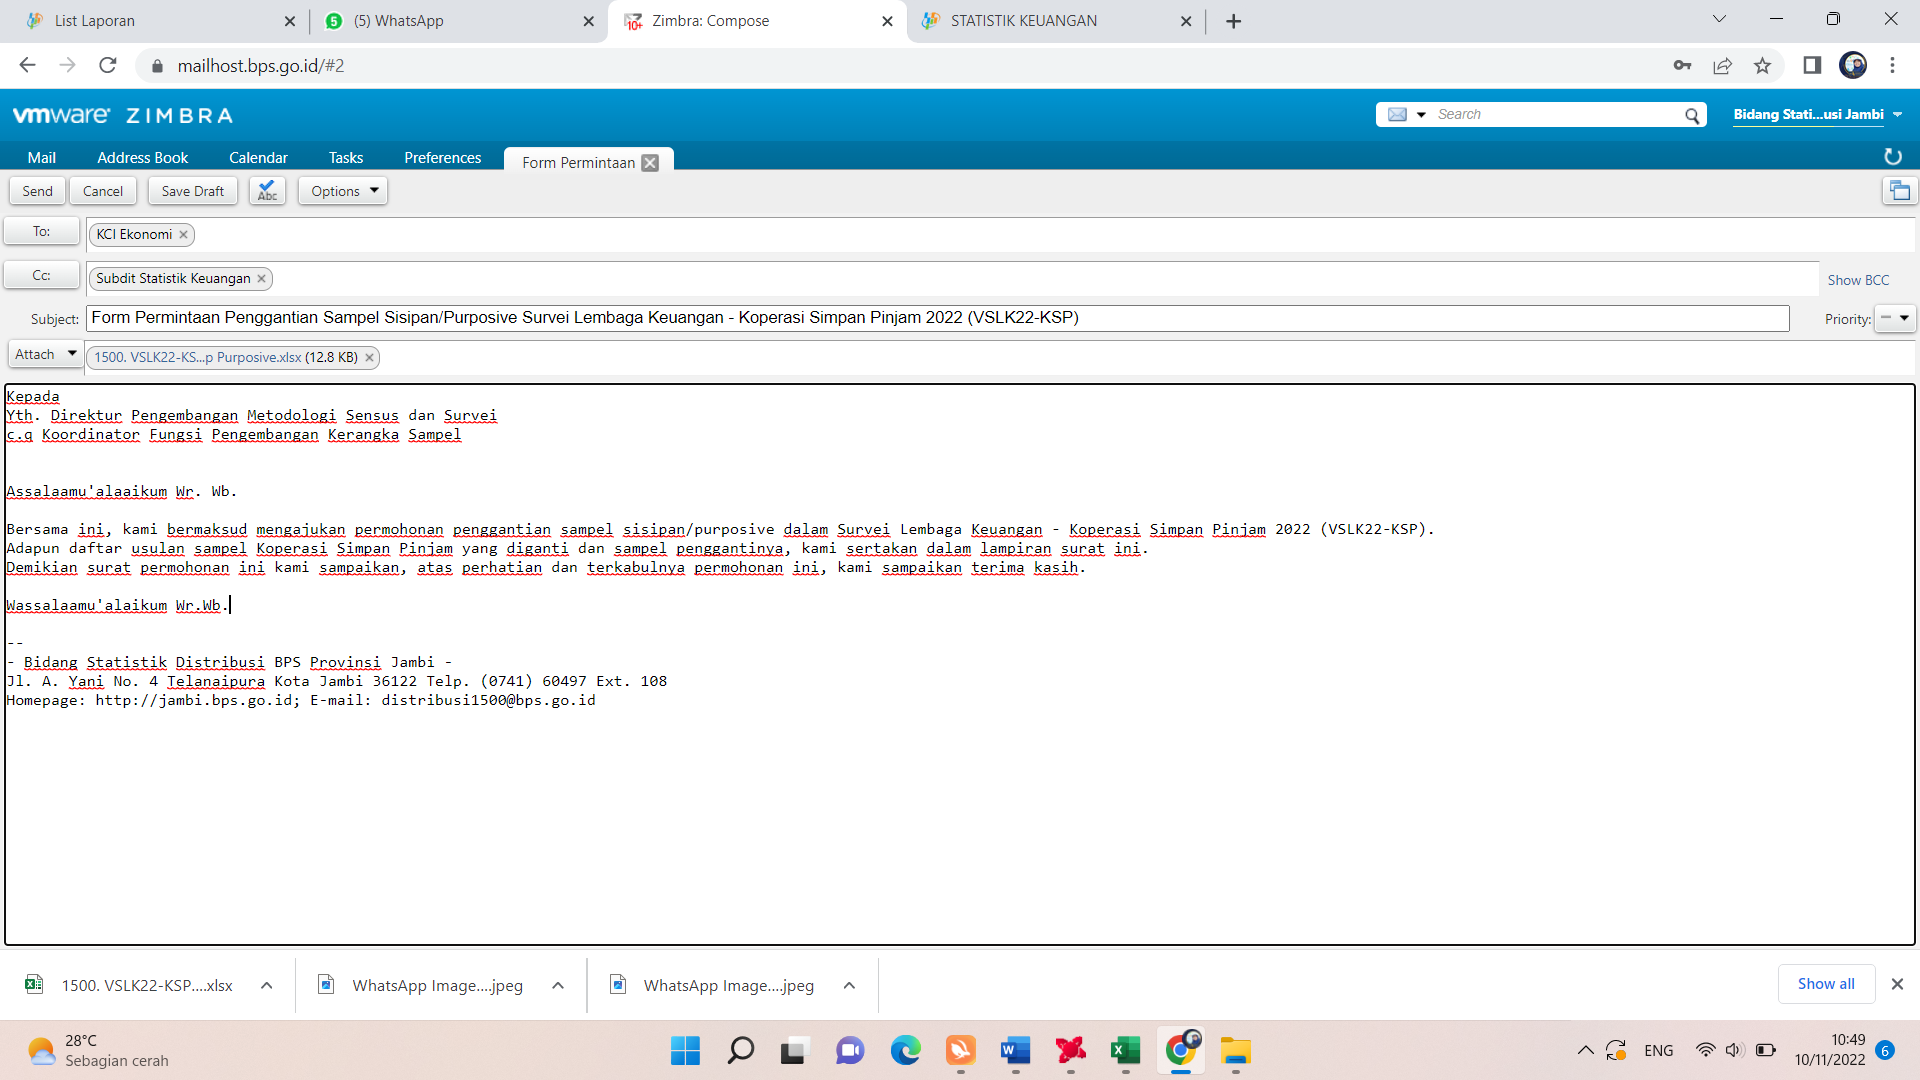 List Laporan
(5) WhatsApp
Zimbra: Compose
STATISTIK KEUANGAN
mailhost.bps.go.id/#2
vmware ZIMBRA
Search
Bidang Stati...usi Jambi
Mail
Address Book
Calendar
Tasks
Preferences
Form Permintaan
Send
Cancel
Save Draft
Abc
Options
To:
KCI Ekonomi
Cc:
Subdit Statistik Keuangan
Show BCC
Subject:
Form Permintaan Penggantian Sampel Sisipan/Purposive Survei Lembaga Keuangan - Koperasi Simpan Pinjam 2022 (VSLK22-KSP)
Priority:
Attach
1500. VSLK22-KS...p Purposive.xlsx (12.8 KB)
Kepada
Yth. Direktur Pengembangan Metodologi Sensus dan Survei
c.q Koordinator Fungsi Pengembangan Kerangka Sampel
Assalaamu'alaaikum Wr. Wb.
Bersama ini, kami bermaksud mengajukan permohonan penggantian sampel sisipan/purposive dalam Survei Lembaga Keuangan - Koperasi Simpan Pinjam 2022 (VSLK22-KSP).
Adapun daftar usulan sampel Koperasi Simpan Pinjam yang diganti dan sampel penggantinya, kami sertakan dalam lampiran surat ini.
Demikian surat permohonan ini kami sampaikan, atas perhatian dan terkabulnya permohonan ini, kami sampaikan terima kasih.
Wassalaamu'alaikum Wr.Wb.
--
- Bidang Statistik Distribusi BPS Provinsi Jambi -
Jl. A. Yani No. 4 Telanaipura Kota Jambi 36122 Telp. (0741) 60497 Ext. 108
Homepage: http://jambi.bps.go.id; E-mail: distribusi1500@bps.go.id
1500. VSLK22-KSP....xlsx
WhatsApp Image....jpeg
WhatsApp Image....jpeg
Show all
28°C
Sebagian cerah
ENG
10:49
10/11/2022
6